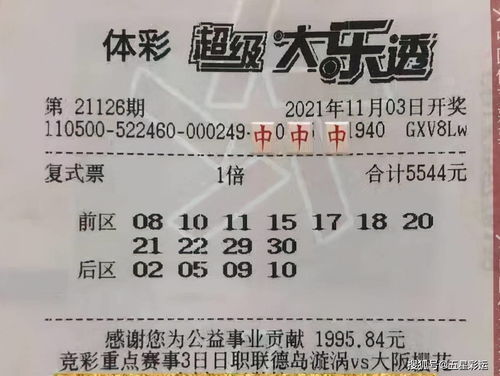 体彩 超级大乐透
第 21126期 2021年11月03日开奖
110500-522460-000249 中 0 中 中 940 GXV8Lw
复式票 1倍 合计5544元
前区 08 10 11 15 17 18 20
21 22 29 30
后区 02 05 09 10
感谢您为公益事业贡献 1995.84元
竞彩重点赛事3日日职联德岛漩涡vs大阪樱花
搜狐号@五星彩运